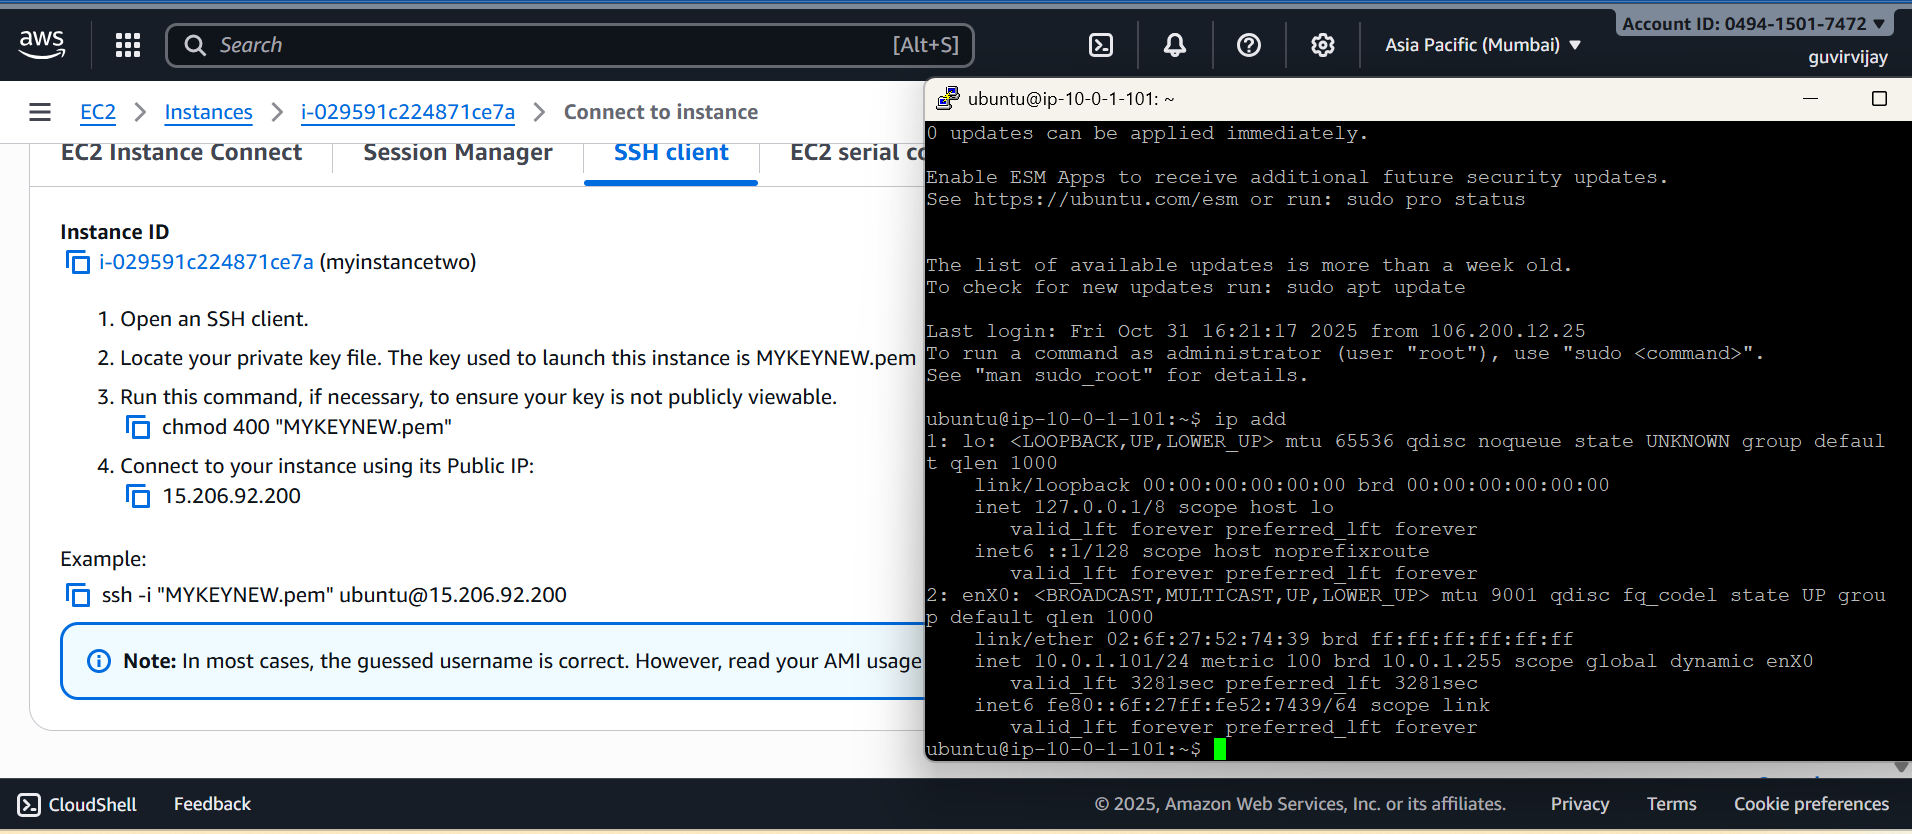 aws
Search
[Alt+S]
Asia Pacific (Mumbai)
Account ID: 0494-1501-7472
guvirvijay
EC2
Instances
i-029591c224871ce7a
Connect to instance
EC2 Instance Connect
Session Manager
SSH client
EC2 serial
Instance ID
i-029591c224871ce7a (myinstancetwo)
1. Open an SSH client.
2. Locate your private key file. The key used to launch this instance is MYKEYNEW.pem
3. Run this command, if necessary, to ensure your key is not publicly viewable.
chmod 400 "MYKEYNEW.pem"
4. Connect to your instance using its Public IP:
15.206.92.200
Example:
ssh -i "MYKEYNEW.pem" ubuntu@15.206.92.200
Note: In most cases, the guessed username is correct. However, read your AMI usage
ubuntu@ip-10-0-1-101: ~
0 updates can be applied immediately.
Enable ESM Apps to receive additional future security updates.
See https://ubuntu.com/esm or run: sudo pro status
The list of available updates is more than a week old.
To check for new updates run: sudo apt update
Last login: Fri Oct 31 16:21:17 2025 from 106.200.12.25
To run a command as administrator (user "root"), use "sudo <command>".
See "man sudo_root" for details.
ubuntu@ip-10-0-1-101:~$ ip add
1: lo: <LOOPBACK,UP,LOWER_UP> mtu 65536 qdisc noqueue state UNKNOWN group defaul
t qlen 1000
link/loopback 00:00:00:00:00:00 brd 00:00:00:00:00:00
inet 127.0.0.1/8 scope host lo
valid_lft forever preferred_lft forever
inet6 ::1/128 scope host noprefixroute
valid_lft forever preferred_lft forever
2: enX0: <BROADCAST,MULTICAST,UP,LOWER_UP> mtu 9001 qdisc fq_codel state UP grou
p default qlen 1000
link/ether 02:6f:27:52:74:39 brd ff:ff:ff:ff:ff:ff
inet 10.0.1.101/24 metric 100 brd 10.0.1.255 scope global dynamic enX0
valid_lft 3281sec preferred_lft 3281sec
inet6 fe80::6f:27ff:fe52:7439/64 scope link
valid_lft forever preferred_lft forever
ubuntu@ip-10-0-1-101:~$
CloudShell
Feedback
© 2025, Amazon Web Services, Inc. or its affiliates.
Privacy
Terms
Cookie preferences